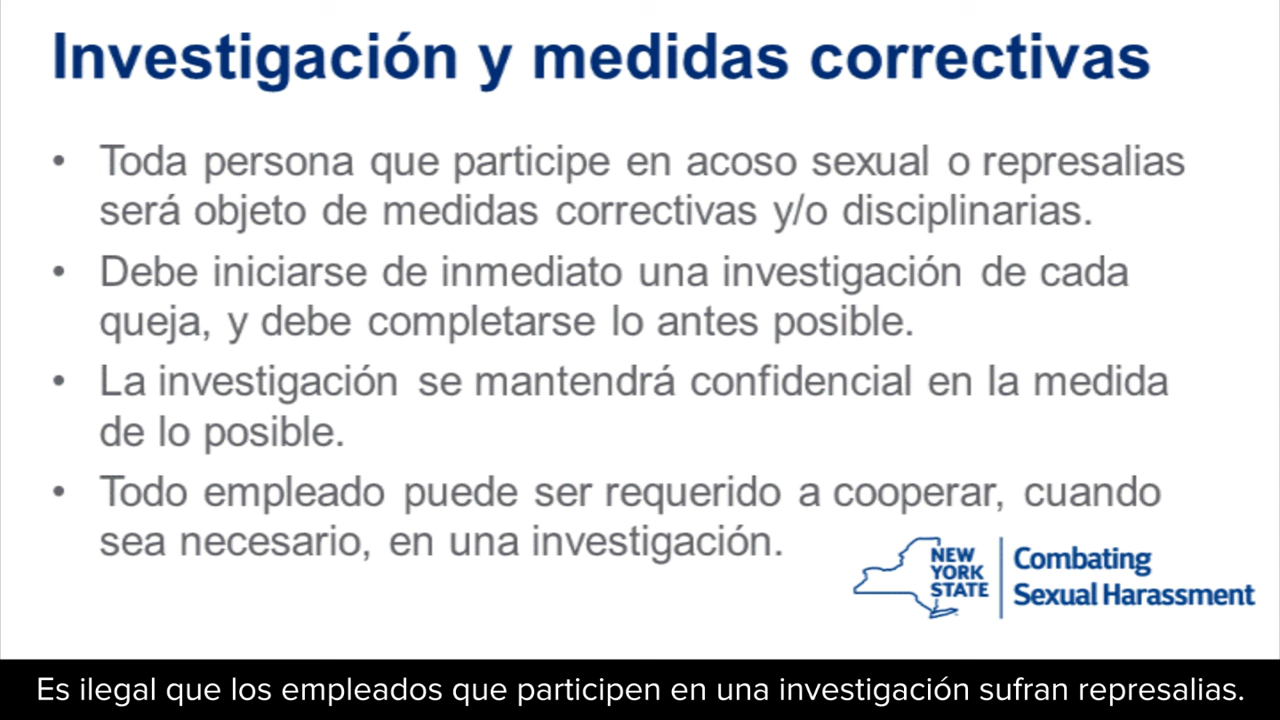 Investigación y medidas correctivas
• Toda persona que participe en acoso sexual o represalias
será objeto de medidas correctivas y/o disciplinarias.
• Debe iniciarse de inmediato una investigación de cada
queja, y debe completarse lo antes posible.
• La investigación se mantendrá confidencial en la medida
de lo posible.
• Todo empleado puede ser requerido a cooperar, cuando
sea necesario, en una investigación.
NEW
YORK
STATE
Combating
Sexual Harassment
Es ilegal que los empleados que participen en una investigación sufran represalias.